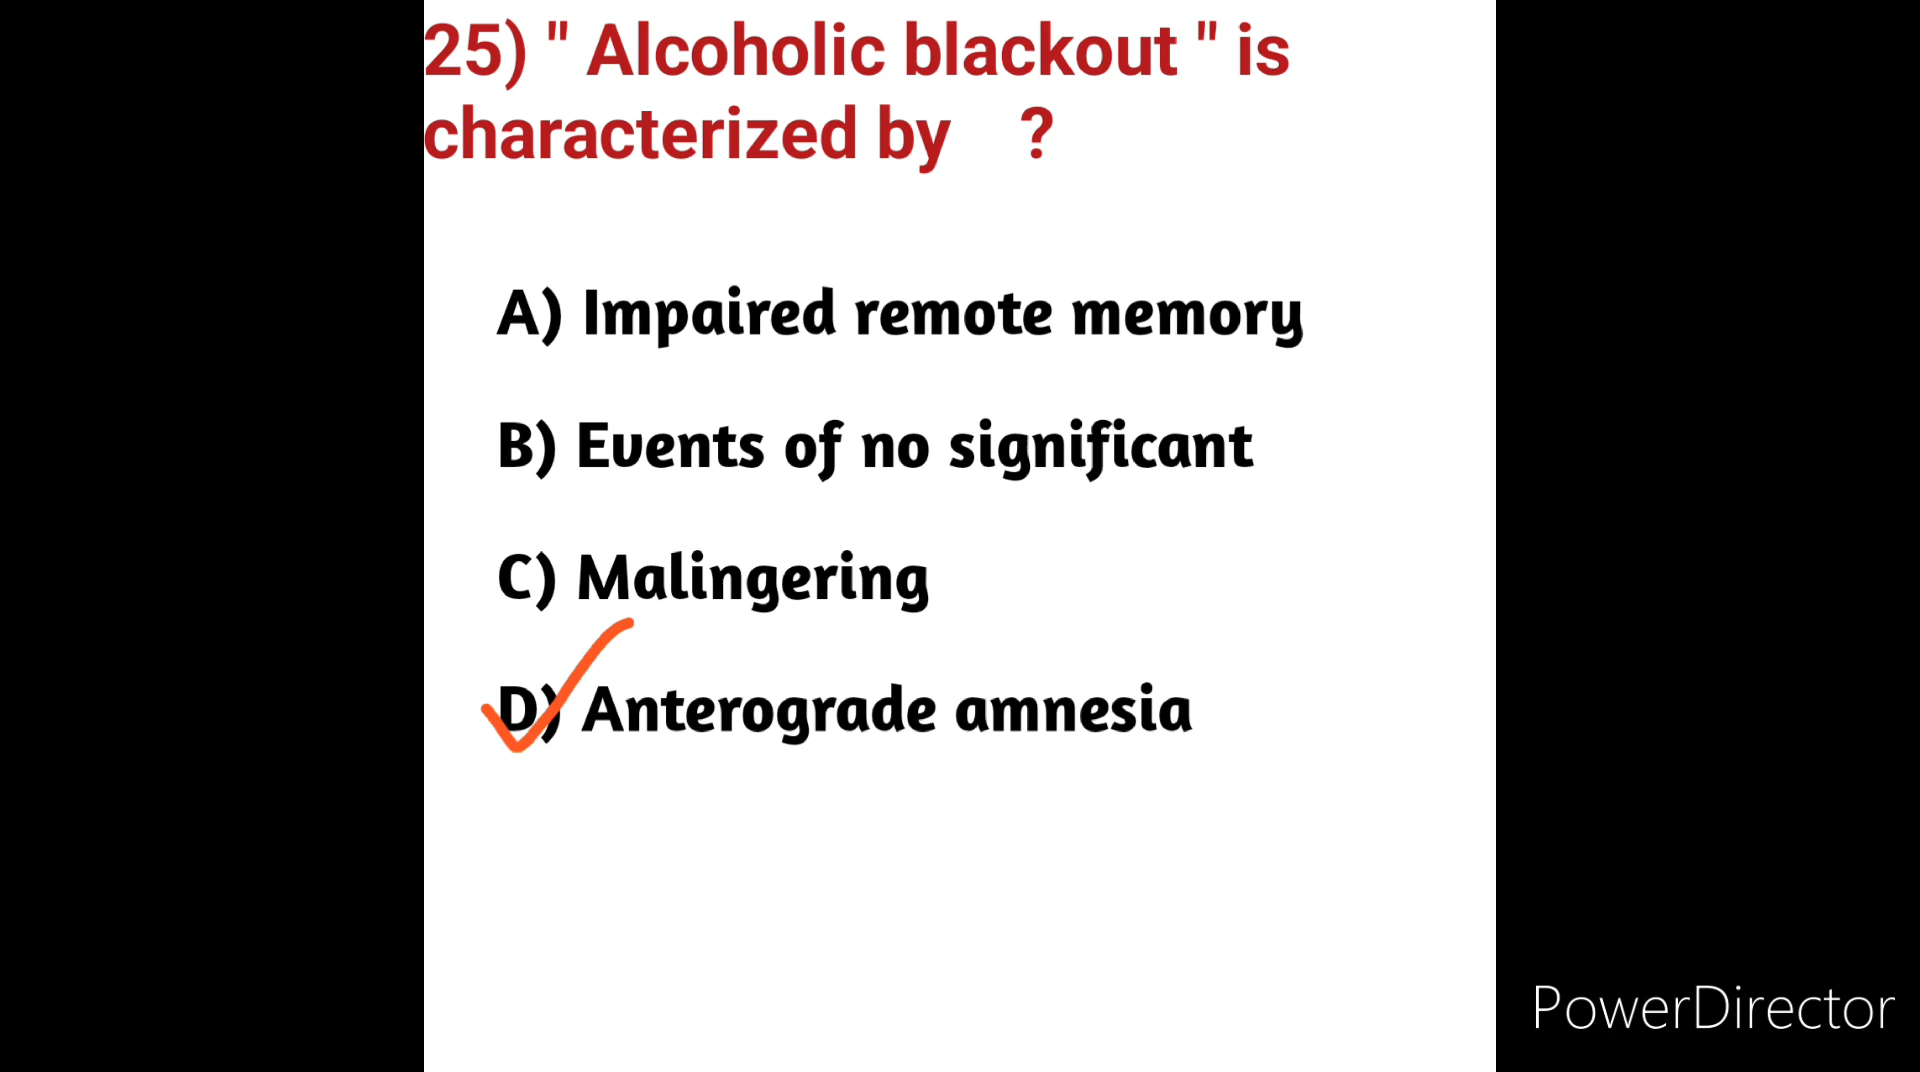 25) " Alcoholic blackout " is
characterized by ?
A) Impaired remote memory
B) Events of no significant
C) Malingering
D) Anterograde amnesia
PowerDirector